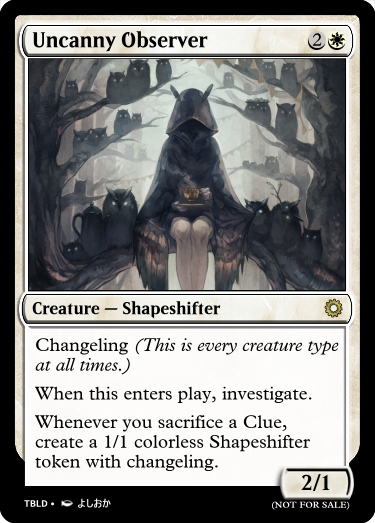 Uncanny Observer 2
Creature — Shapeshifter
Changeling (This is every creature type
at all times.)
When this enters play, investigate.
Whenever you sacrifice a Clue,
create a 1/1 colorless Shapeshifter
token with changeling.
2/1
TBLD • よしおか
(NOT FOR SALE)